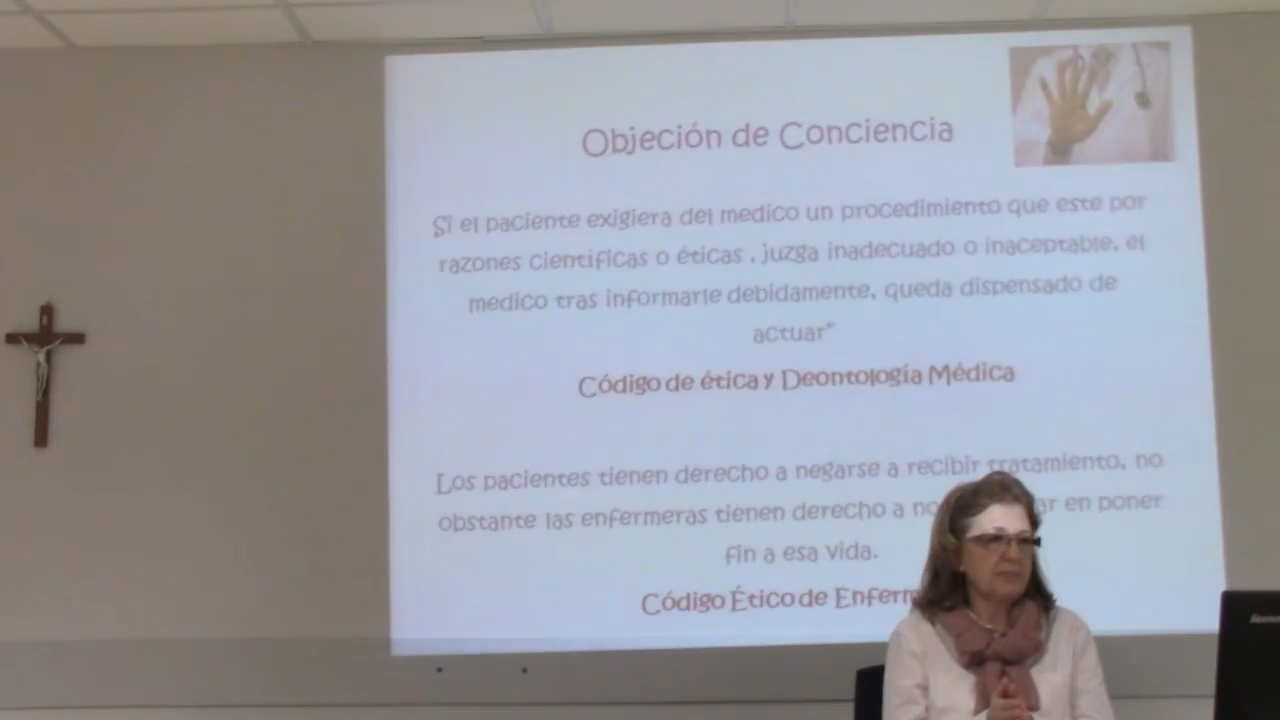 Objeción de Conciencia
Si el paciente exigiera del medico un procedimiento que este por
razones científicas o éticas , juzga inadecuado o inaceptable, el
medico tras informarle debidamente, queda dispensado de
actuar"
Código de ética y Deontología Médica
Los pacientes tienen derecho a negarse a recibir tratamiento, no
obstante las enfermeras tienen derecho a no en poner
fin a esa vida.
Código Ético de